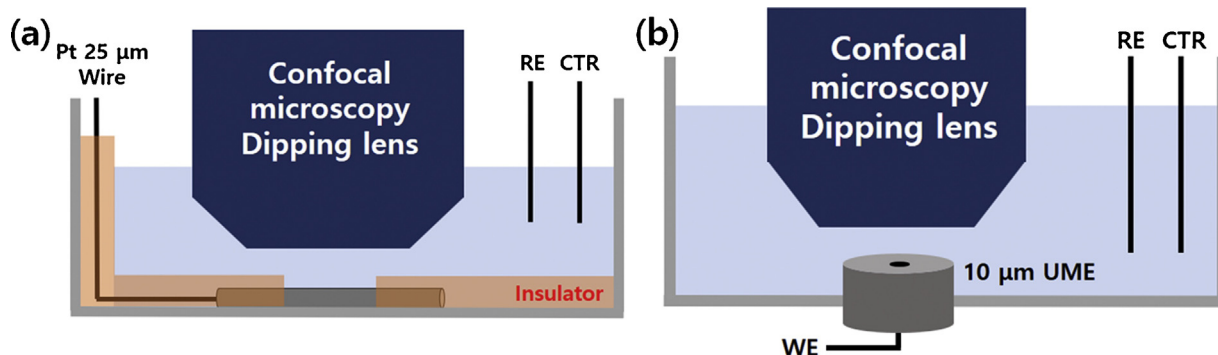 (a)
Pt 25 μm
Wire
Confocal
microscopy
Dipping lens
RE CTR
Insulator
(b)
Confocal
microscopy
Dipping lens
RE CTR
10 μm UME
WE